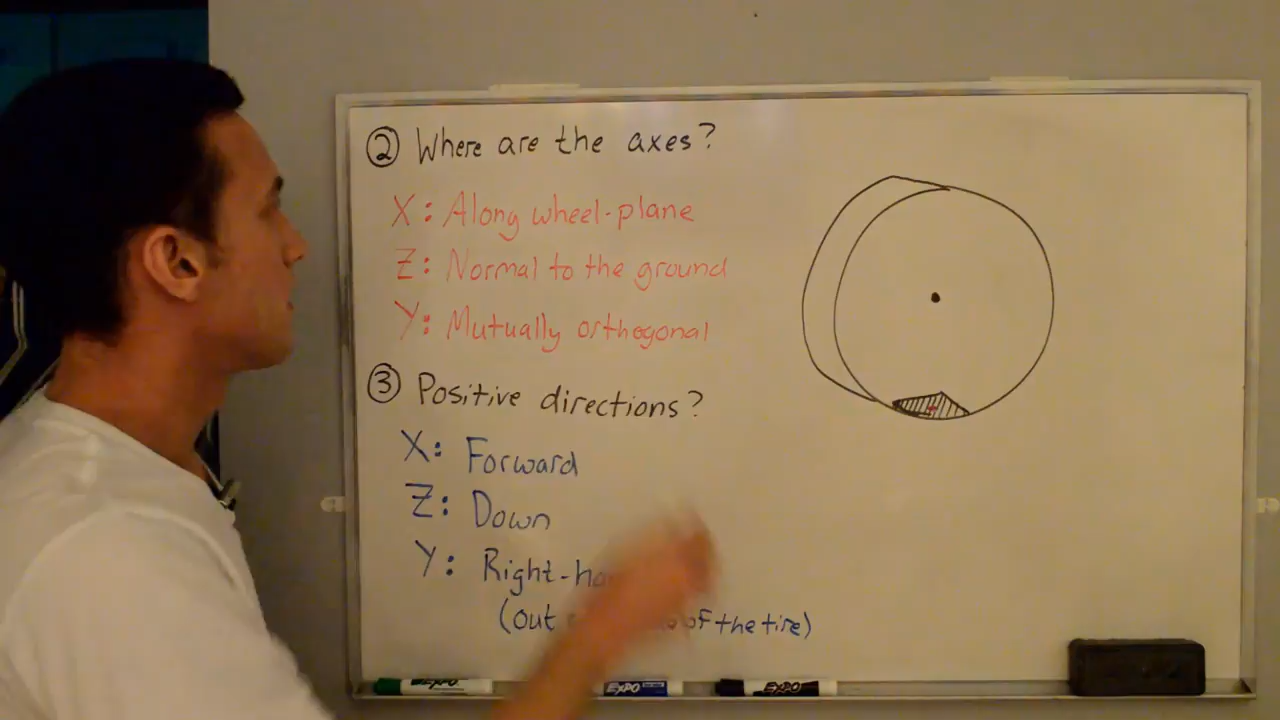 ② Where are the axes?
X: Along wheel-plane
Z: Normal to the ground
Y: Mutually orthogonal
③ Positive directions?
X: Forward
Z: Down
Y: Right-
(out of the tire)
EXPO
EXPO
EXPO